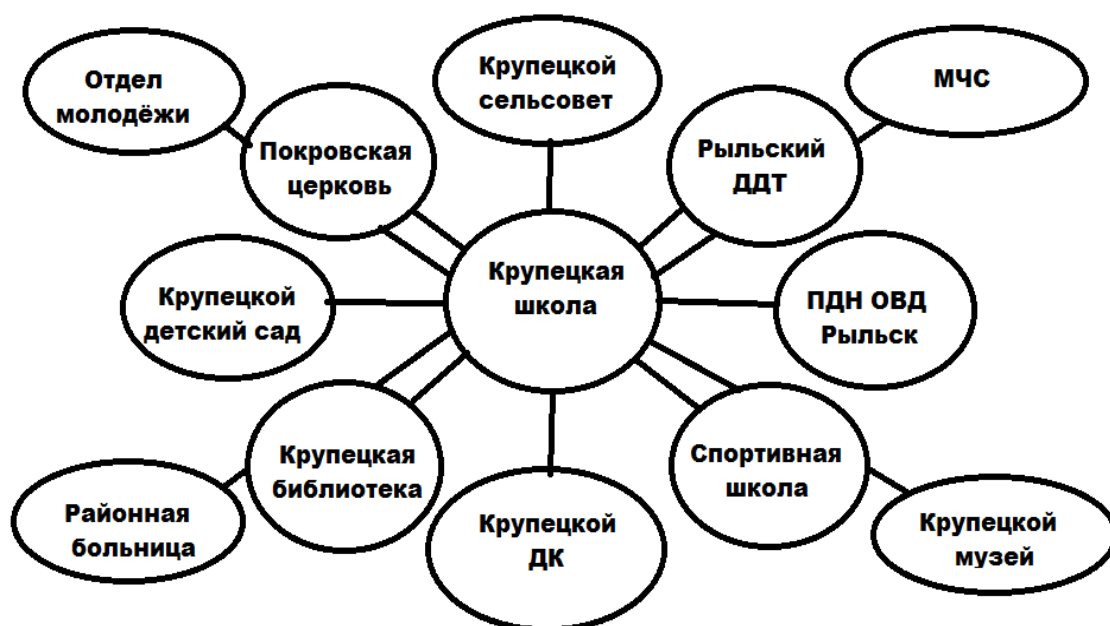 Отдел
молодёжи
Крупецкой
сельсовет
МЧС
Покровская
церковь
Рыльский
ДДТ
Крупецкая
школа
Крупецкой
детский сад
ПДН ОВД
Рыльск
Крупецкая
библиотека
Спортивная
школа
Районная
больница
Крупецкой
ДК
Крупецкой
музей